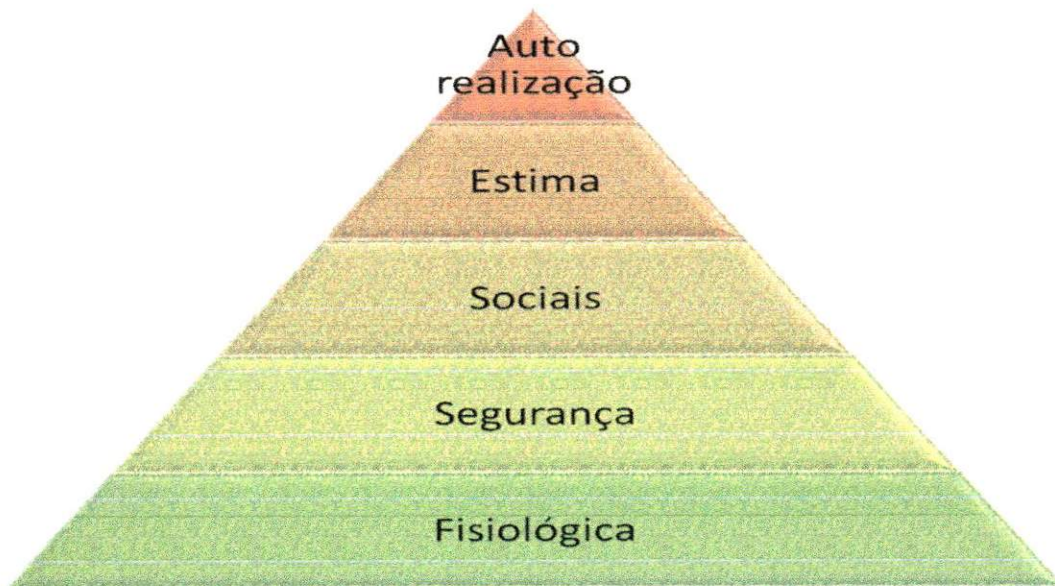 Auto
realização
Estima
Sociais
Segurança
Fisiológica